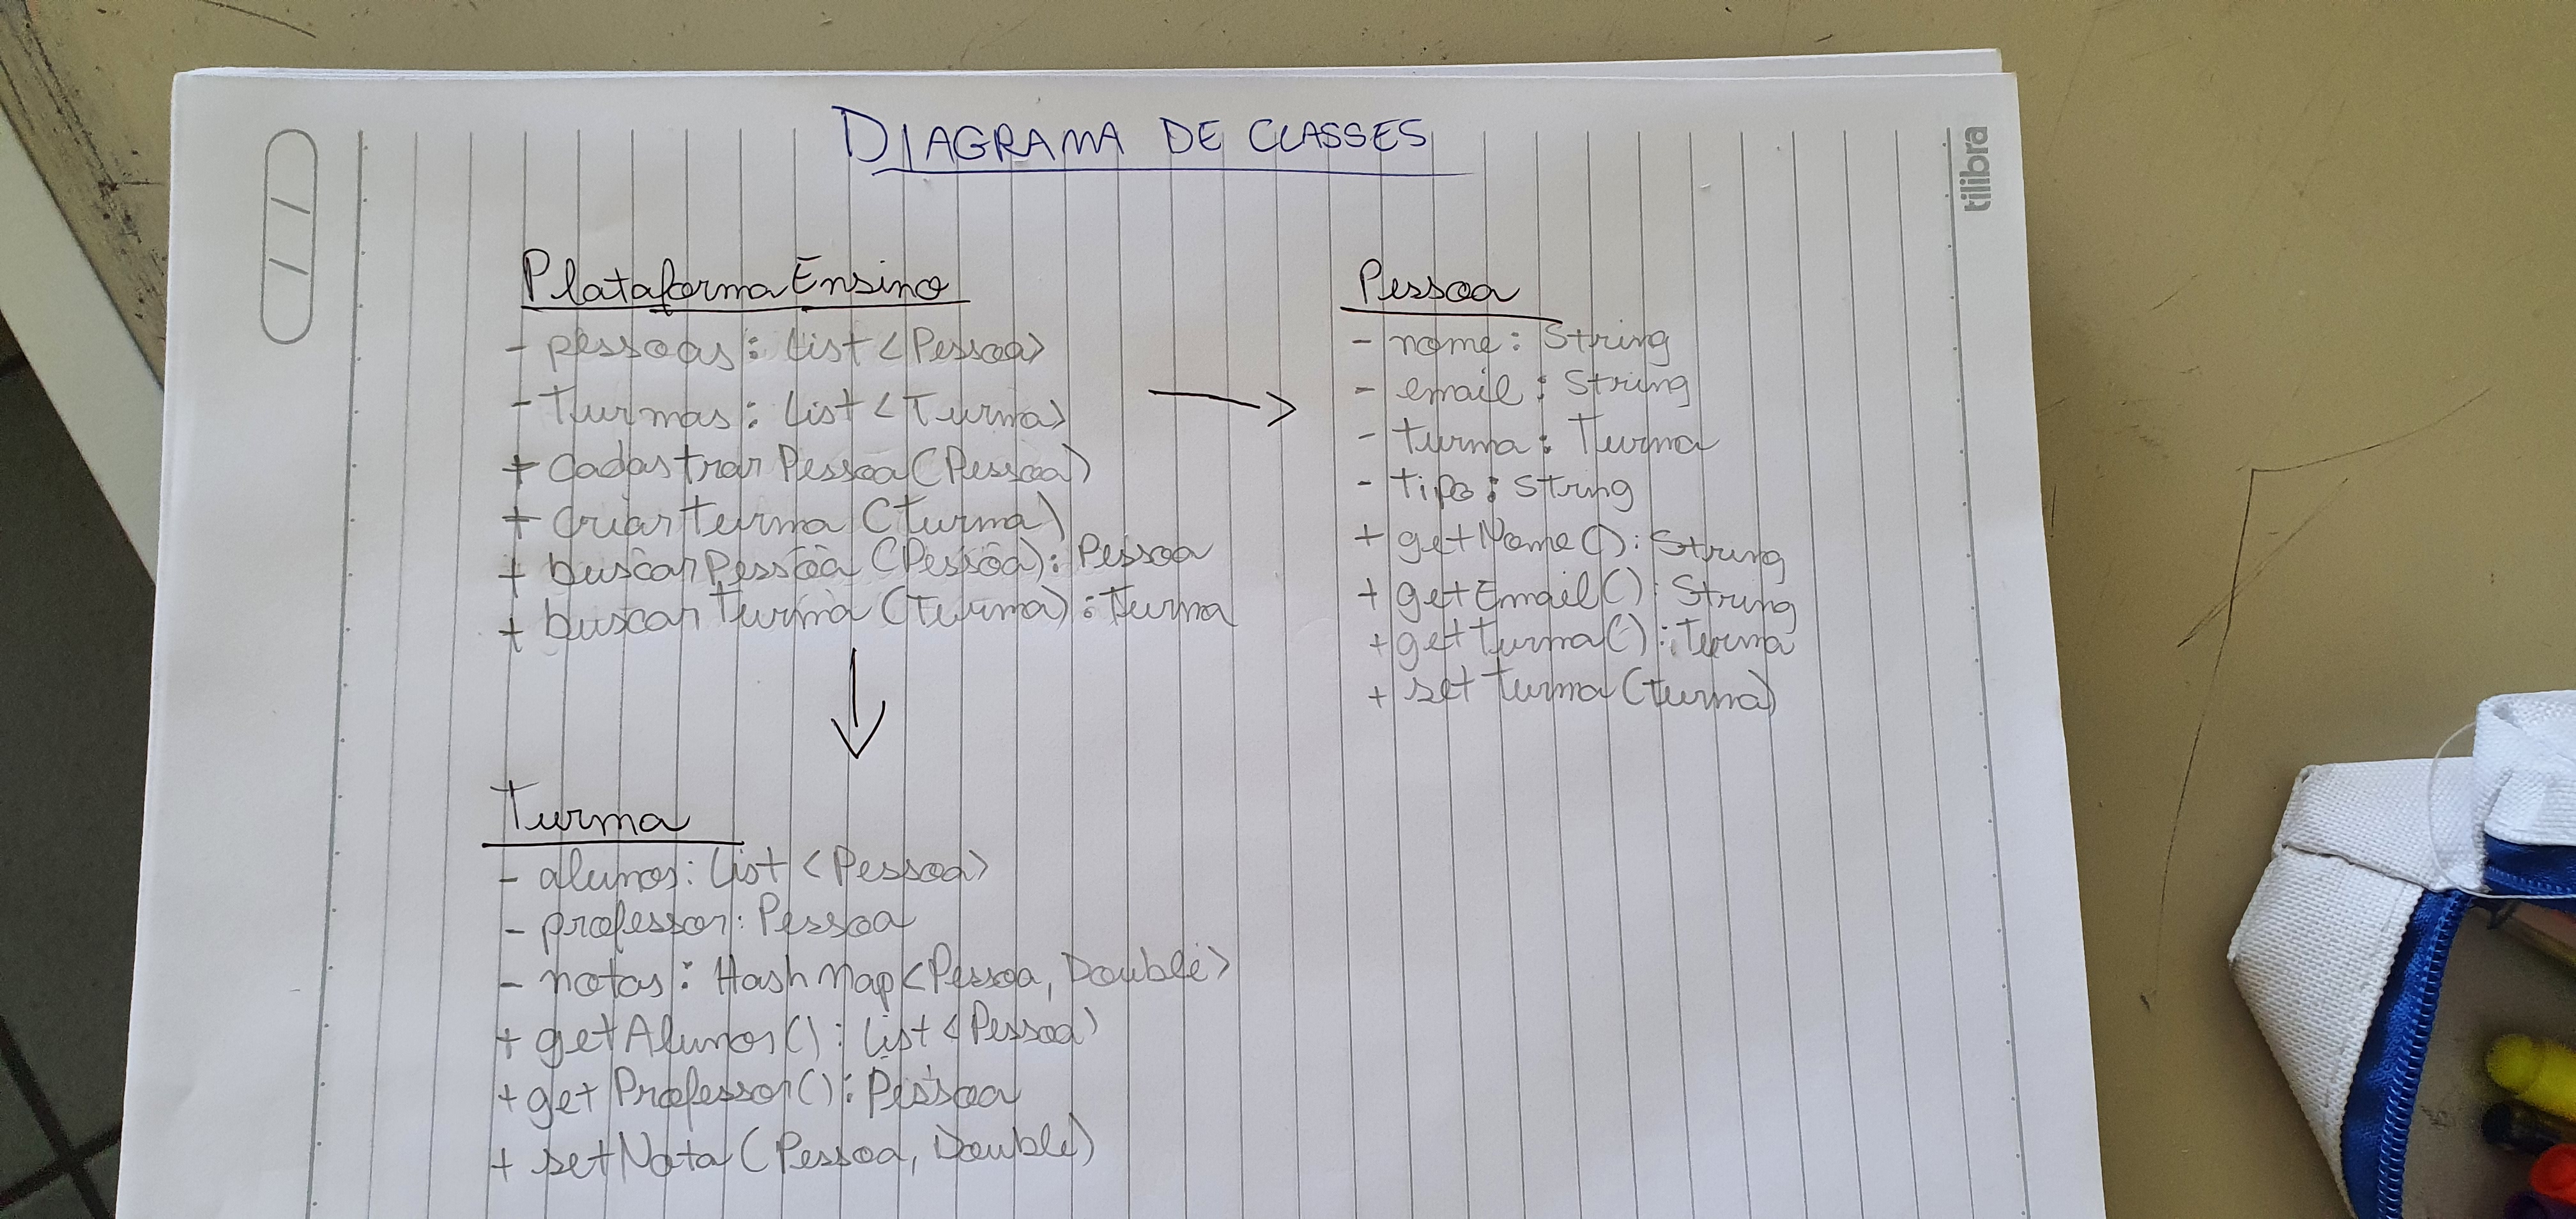 DIAGRAMA DE CLASSES
PlataformaEnsino
- pessoas: List<Pessoa>
- turmas: List<Turma>
+ cadastrarPessoa(Pessoa)
+ criarturma(turma)
+ buscarPessoa(Pessoa): Pessoa
+ buscarturma(turma): turma
Pessoa
- nome: String
- email: String
- turma: Turma
- tipo: String
+ getNome(): String
+ getEmail(): String
+ getturma(): turma
+ setturma(turma)
Turma
- alunos: List<Pessoa>
- professor: Pessoa
- notas: HashMap<Pessoa, Double>
+ getAlunos(): List<Pessoa>
+ getProfessor(): Pessoa
+ setNota(Pessoa, Double)
tilibra